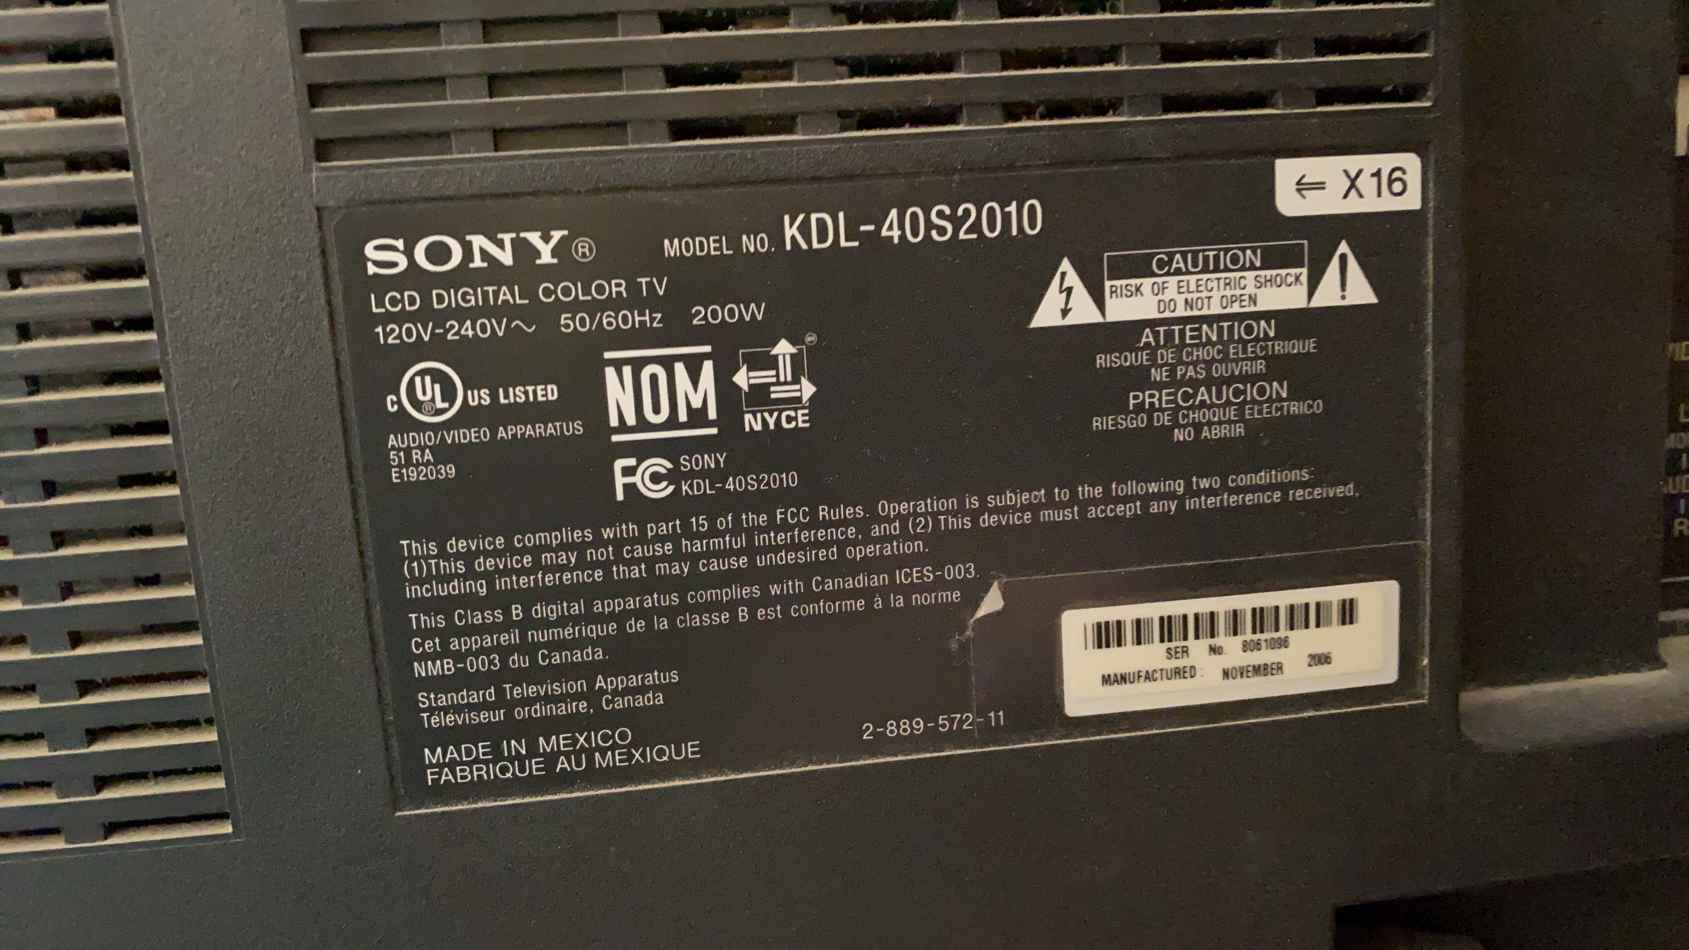 SONY®
MODEL NO. KDL-40S2010
⇐ X16
LCD DIGITAL COLOR TV
120V-240V~ 50/60Hz 200W
CAUTION
RISK OF ELECTRIC SHOCK
DO NOT OPEN
ATTENTION
RISQUE DE CHOC ELECTRIQUE
NE PAS OUVRIR
PRECAUCION
RIESGO DE CHOQUE ELECTRICO
NO ABRIR
C UL® US LISTED
AUDIO/VIDEO APPARATUS
51 RA
E192039
NOM
NYCE
FC SONY
KDL-40S2010
This device complies with part 15 of the FCC Rules. Operation is subject to the following two conditions:
(1)This device may not cause harmful interference, and (2) This device must accept any interference received,
including interference that may cause undesired operation.
This Class B digital apparatus complies with Canadian ICES-003.
Cet appareil numérique de la classe B est conforme à la norme
NMB-003 du Canada.
Standard Television Apparatus
Téléviseur ordinaire, Canada
MADE IN MEXICO
FABRIQUE AU MEXIQUE
2-889-572-11
SER No. 8061096
MANUFACTURED: NOVEMBER 2006